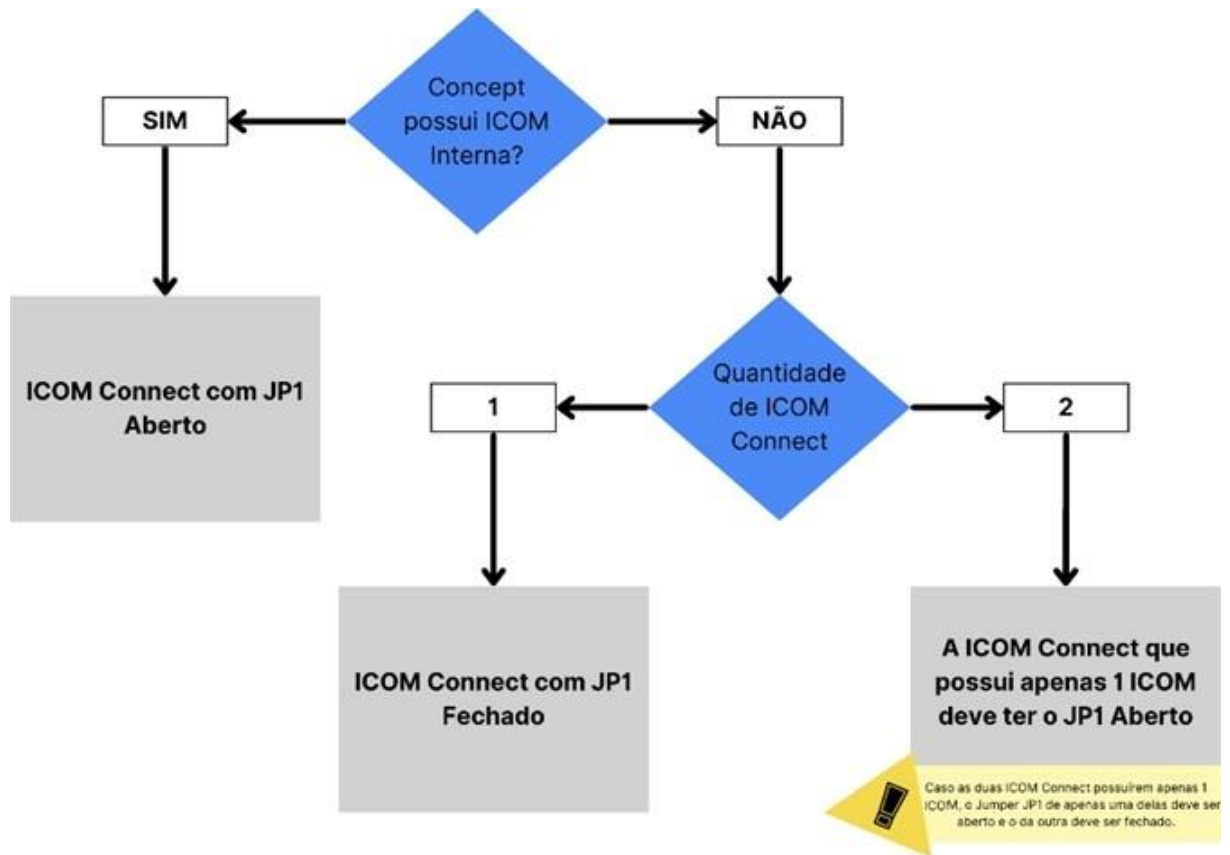 Concept
possui ICOM
Interna?
SIM
NÃO
ICOM Connect com JP1
Aberto
Quantidade
de ICOM
Connect
1
2
ICOM Connect com JP1
Fechado
A ICOM Connect que
possui apenas 1 ICOM
deve ter o JP1 Aberto
Caso as duas ICOM Connect possuírem apenas 1
ICOM, o Jumper JP1 de apenas uma delas deve ser
aberto e o da outra deve ser fechado.